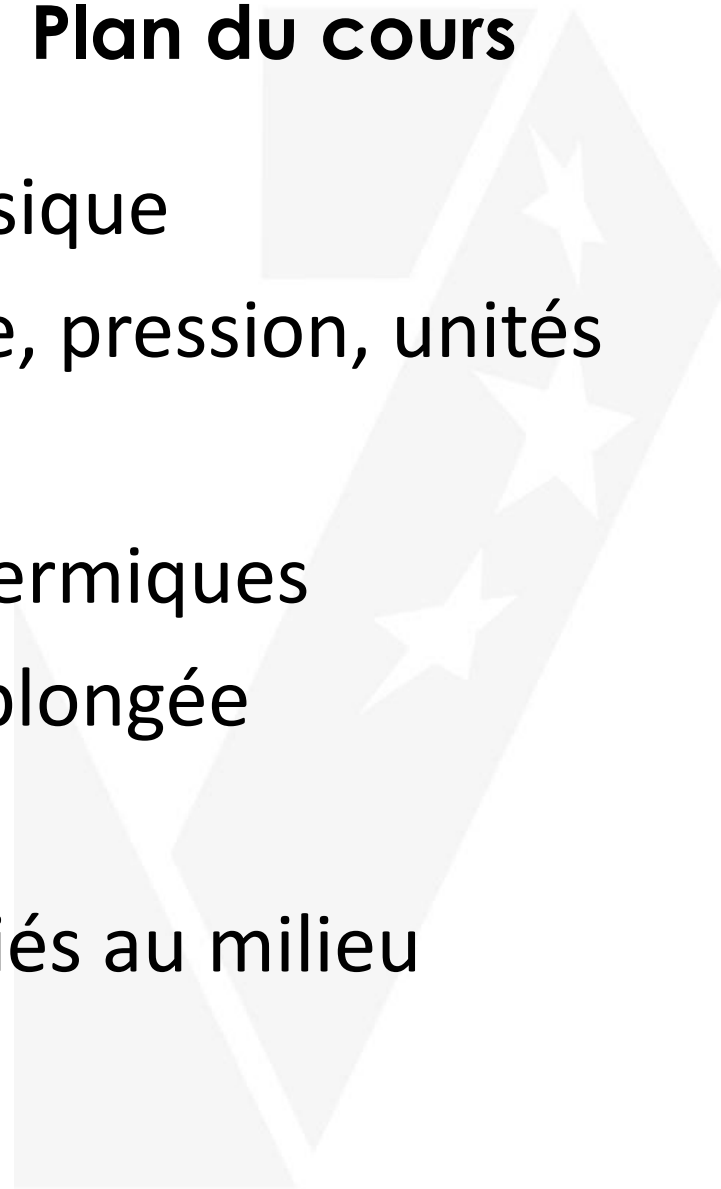 Plan du cours
sique
e, pression, unités
ermiques
plongée
iés au milieu